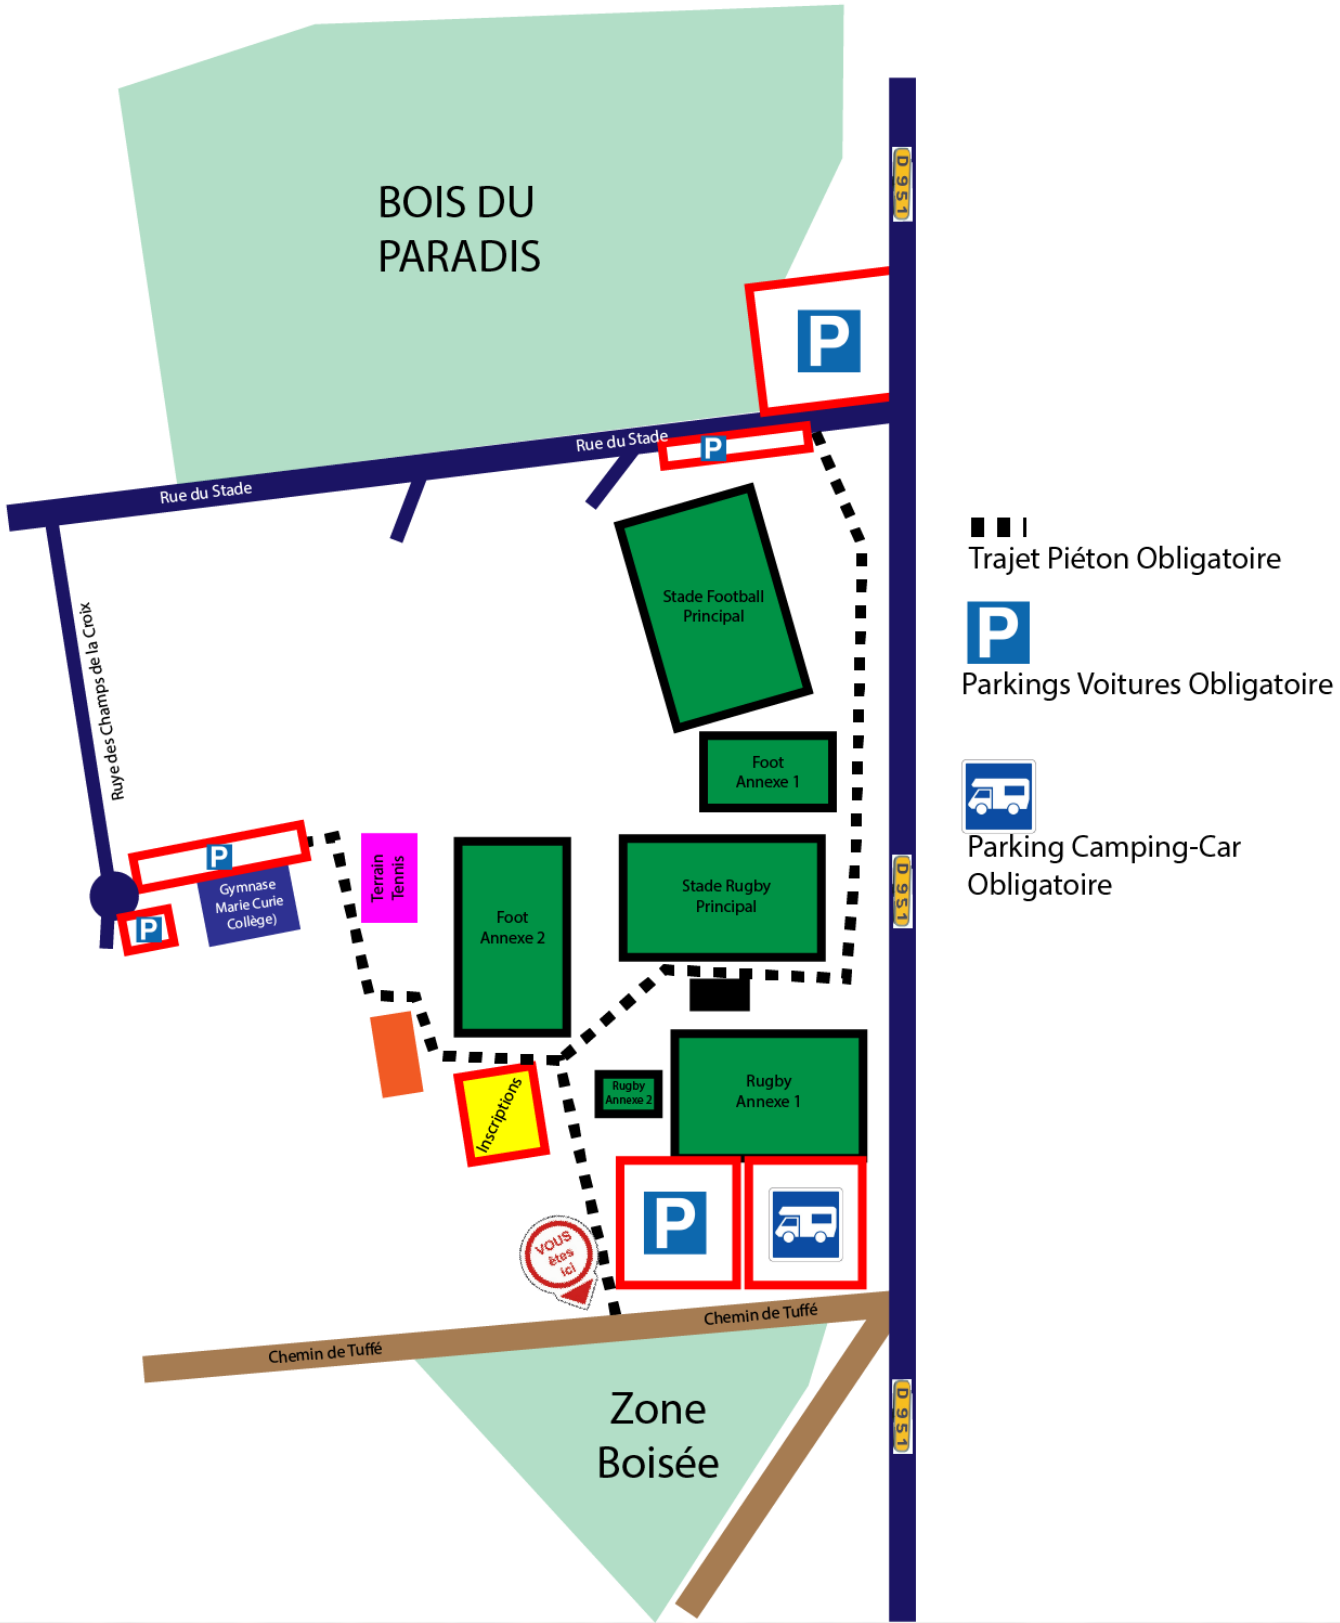 BOIS DU
PARADIS
D 951
P
Rue du Stade
P
Rue du Stade
Stade Football
Principal
Trajet Piéton Obligatoire
P
Parkings Voitures Obligatoire
Ruye des Champs de la Croix
Foot
Annexe 1
Parking Camping-Car
Obligatoire
P
Gymnase
Marie Curie
Collège)
P
Terrain
Tennis
Foot
Annexe 2
Stade Rugby
Principal
D 951
Inscriptions
Rugby
Annexe 2
Rugby
Annexe 1
P
VOUS
êtes
ici
Chemin de Tuffé
Chemin de Tuffé
D 951
Zone
Boisée